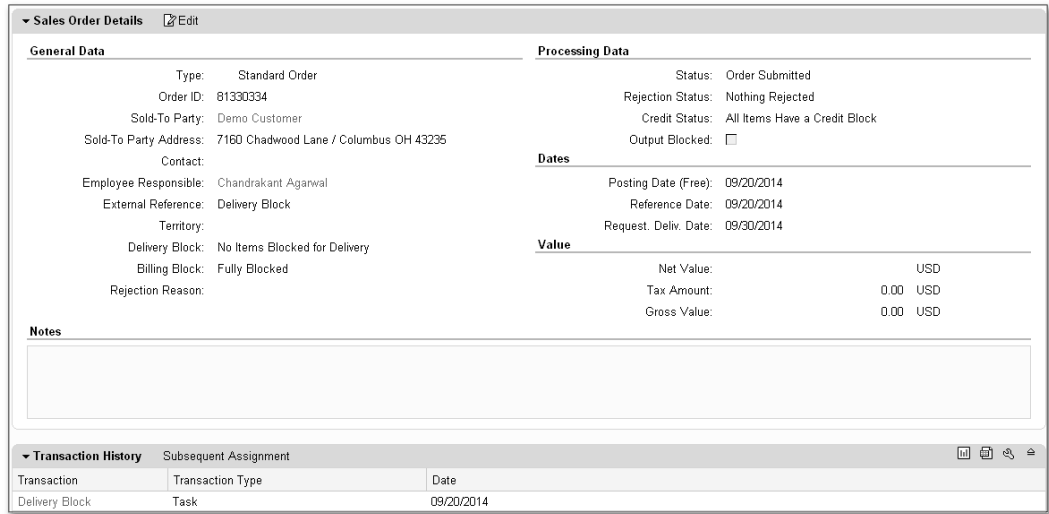 Sales Order Details Edit
General Data
Type: Standard Order
Order ID: 81330334
Sold-To Party: Demo Customer
Sold-To Party Address: 7160 Chadwood Lane / Columbus OH 43235
Contact:
Employee Responsible: Chandrakant Agarwal
External Reference: Delivery Block
Territory:
Delivery Block: No Items Blocked for Delivery
Billing Block: Fully Blocked
Rejection Reason:
Processing Data
Status: Order Submitted
Rejection Status: Nothing Rejected
Credit Status: All Items Have a Credit Block
Output Blocked:
Dates
Posting Date (Free): 09/20/2014
Reference Date: 09/20/2014
Request. Deliv. Date: 09/30/2014
Value
Net Value: USD
Tax Amount: 0.00 USD
Gross Value: 0.00 USD
Notes
Transaction History Subsequent Assignment
Transaction Transaction Type Date
Delivery Block Task 09/20/2014